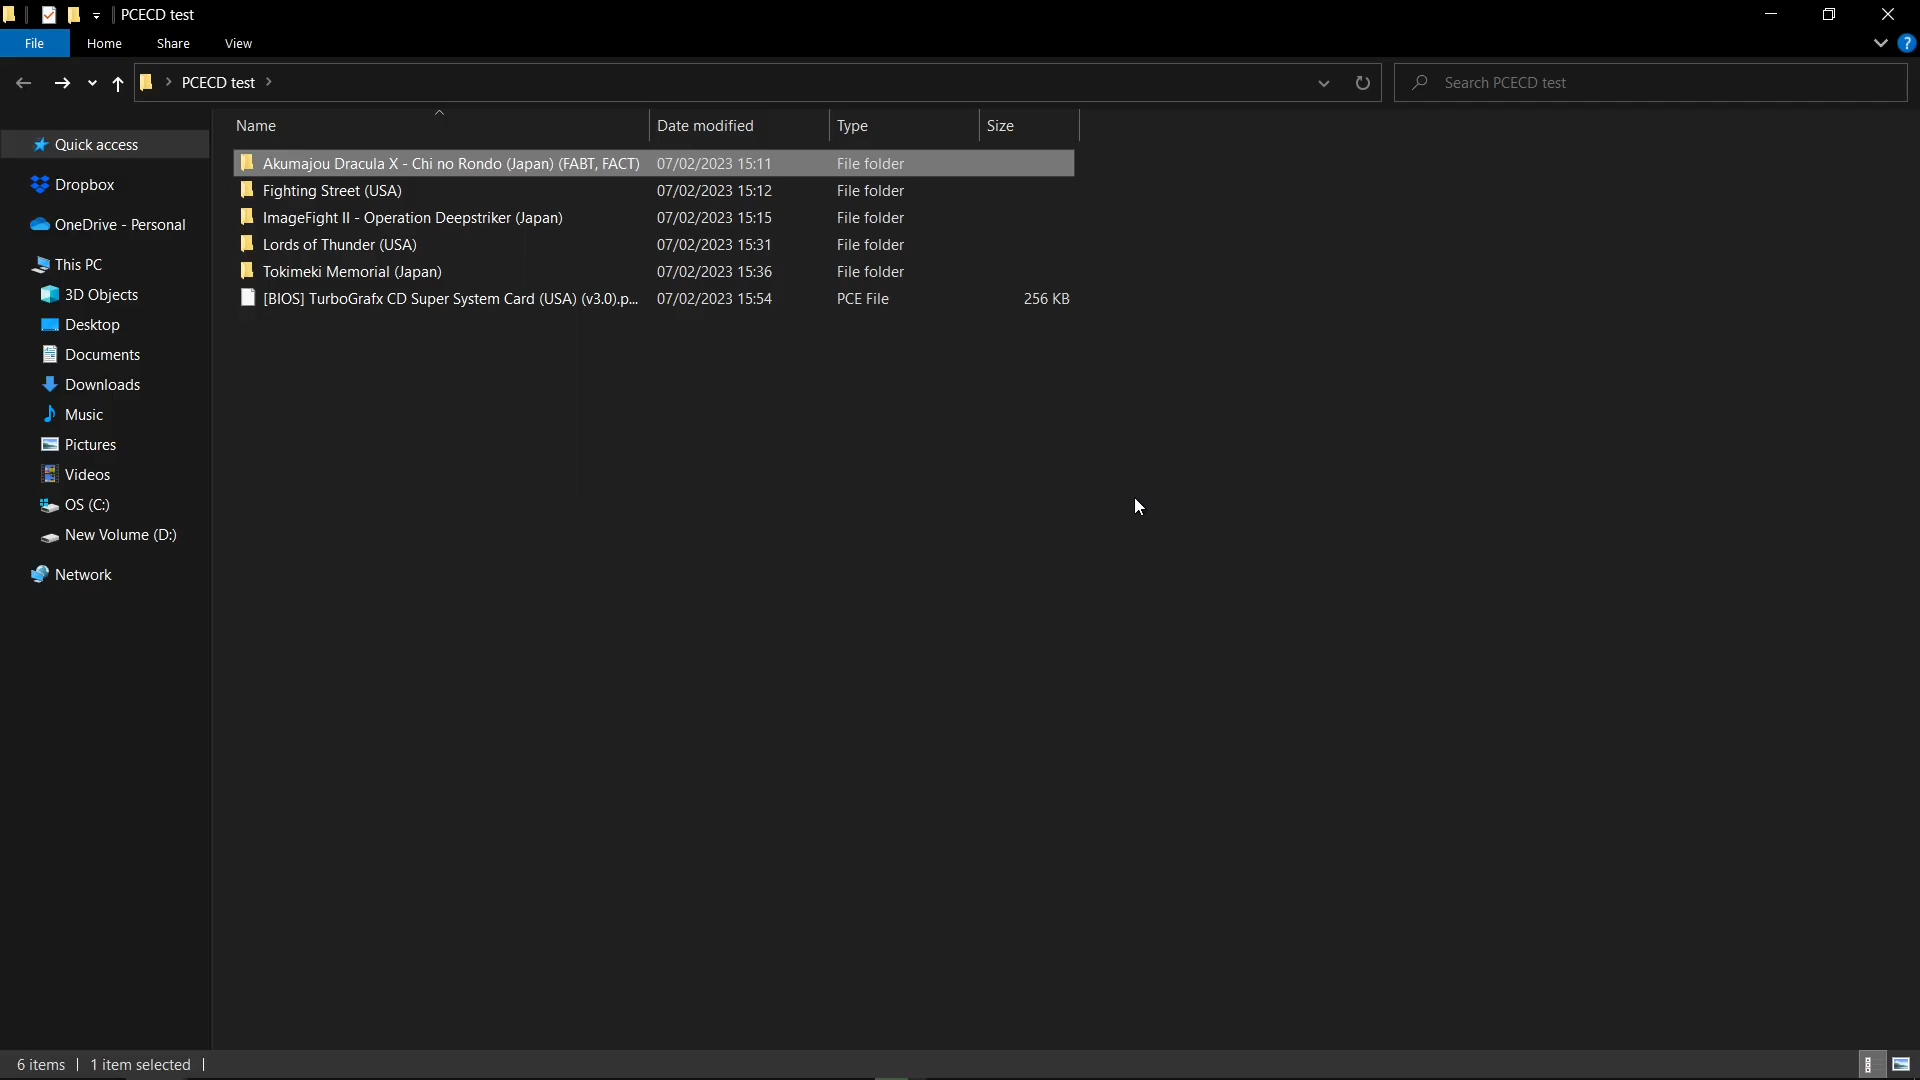 PCECD test
File Home Share View
PCECD test
Search PCECD test
Name Date modified Type Size
Quick access
Dropbox
OneDrive - Personal
This PC
3D Objects
Desktop
Documents
Downloads
Music
Pictures
Videos
OS (C:)
New Volume (D:)
Network
Akumajou Dracula X - Chi no Rondo (Japan) (FABT, FACT) 07/02/2023 15:11 File folder
Fighting Street (USA) 07/02/2023 15:12 File folder
ImageFight II - Operation Deepstriker (Japan) 07/02/2023 15:15 File folder
Lords of Thunder (USA) 07/02/2023 15:31 File folder
Tokimeki Memorial (Japan) 07/02/2023 15:36 File folder
[BIOS] TurboGrafx CD Super System Card (USA) (v3.0).p... 07/02/2023 15:54 PCE File 256 KB
6 items 1 item selected